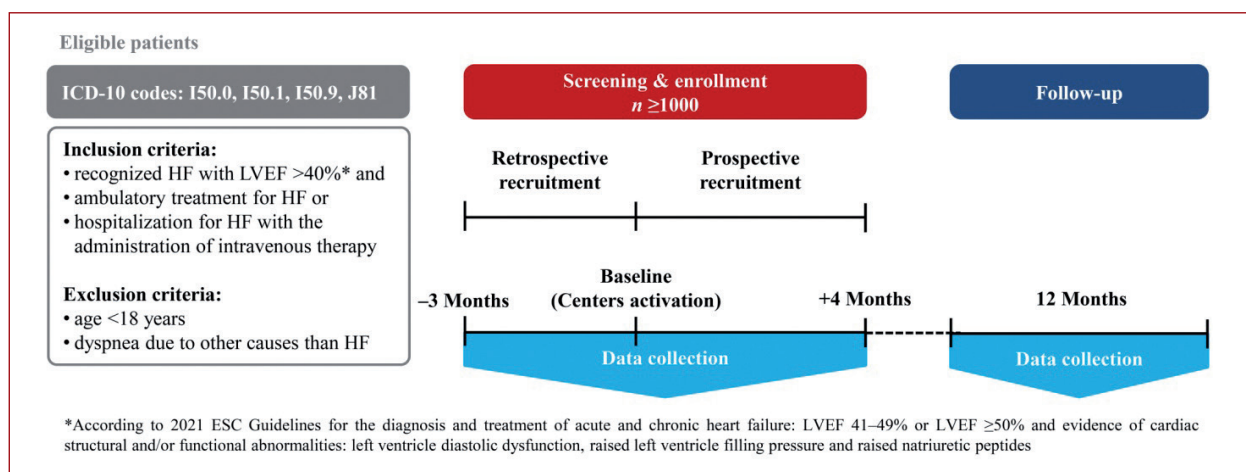 Eligible patients
ICD-10 codes: I50.0, I50.1, I50.9, J81
Inclusion criteria:
• recognized HF with LVEF >40%* and
• ambulatory treatment for HF or
• hospitalization for HF with the
administration of intravenous therapy
Exclusion criteria:
• age <18 years
• dyspnea due to other causes than HF
Screening & enrollment
n ≥1000
Retrospective
recruitment
Prospective
recruitment
–3 Months
Baseline
(Centers activation)
+4 Months
Data collection
Follow-up
12 Months
Data collection
*According to 2021 ESC Guidelines for the diagnosis and treatment of acute and chronic heart failure: LVEF 41–49% or LVEF ≥50% and evidence of cardiac
structural and/or functional abnormalities: left ventricle diastolic dysfunction, raised left ventricle filling pressure and raised natriuretic peptides